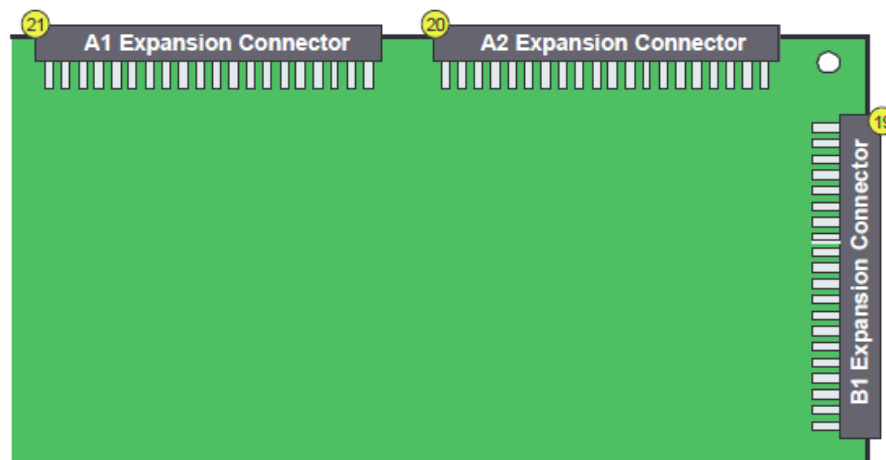 21
A1 Expansion Connector
20
A2 Expansion Connector
19
B1 Expansion Connector